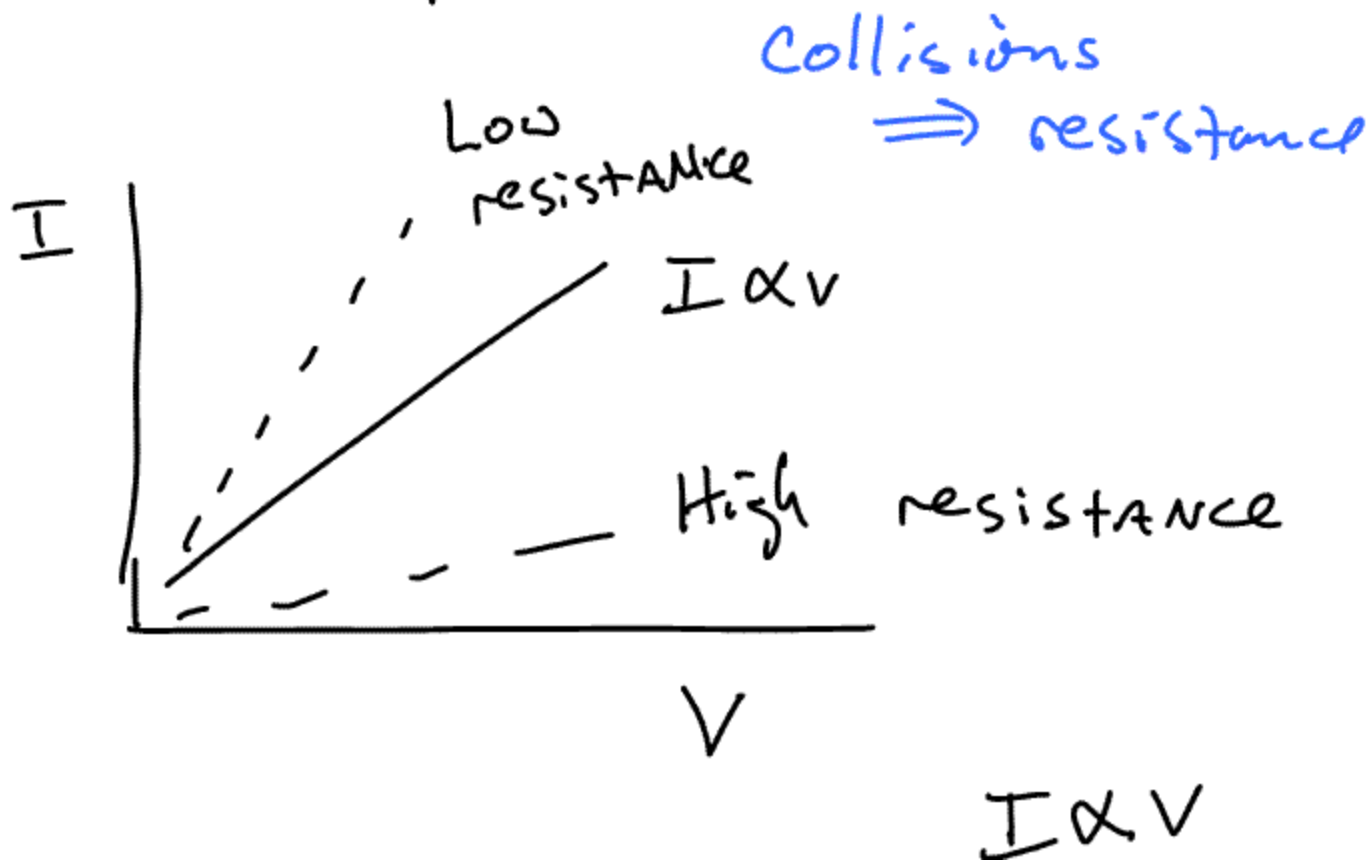 Collisions
⟹ resistance
Low
resistance
I
I ∝ v
High resistance
V
I ∝ V